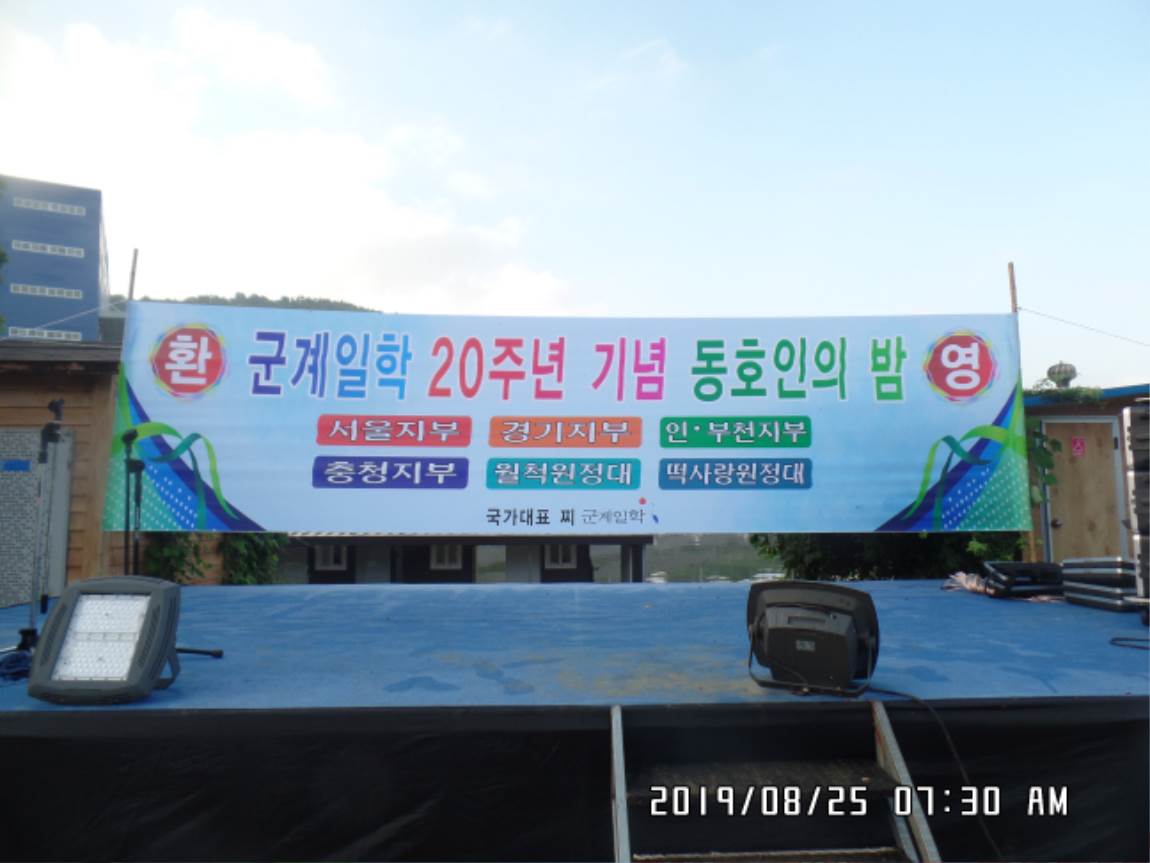 환 군계일학 20주년 기념 동호인의 밤 영
서울지부 경기지부 인·부천지부
충청지부 월척원정대 떡사랑원정대
국가대표 찌 군계일학
2019/08/25 07:30 AM